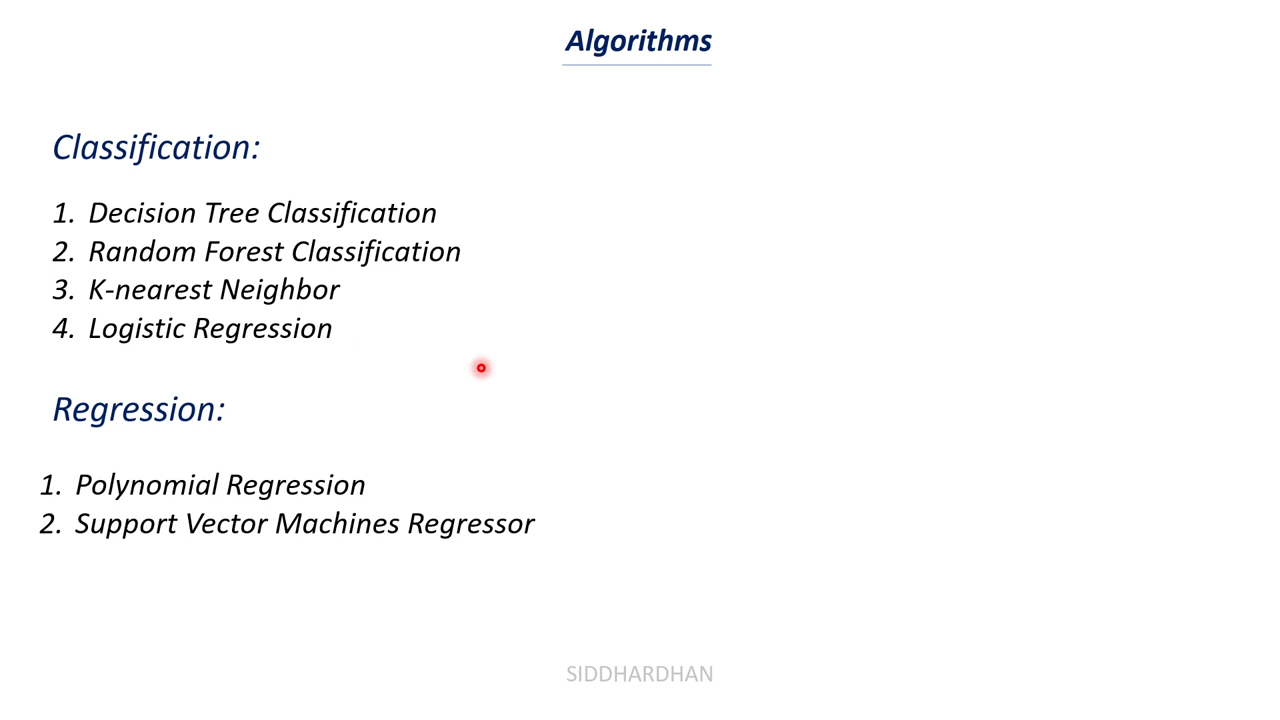 Algorithms
Classification:
1. Decision Tree Classification
2. Random Forest Classification
3. K-nearest Neighbor
4. Logistic Regression
Regression:
1. Polynomial Regression
2. Support Vector Machines Regressor
SIDDHARDHAN